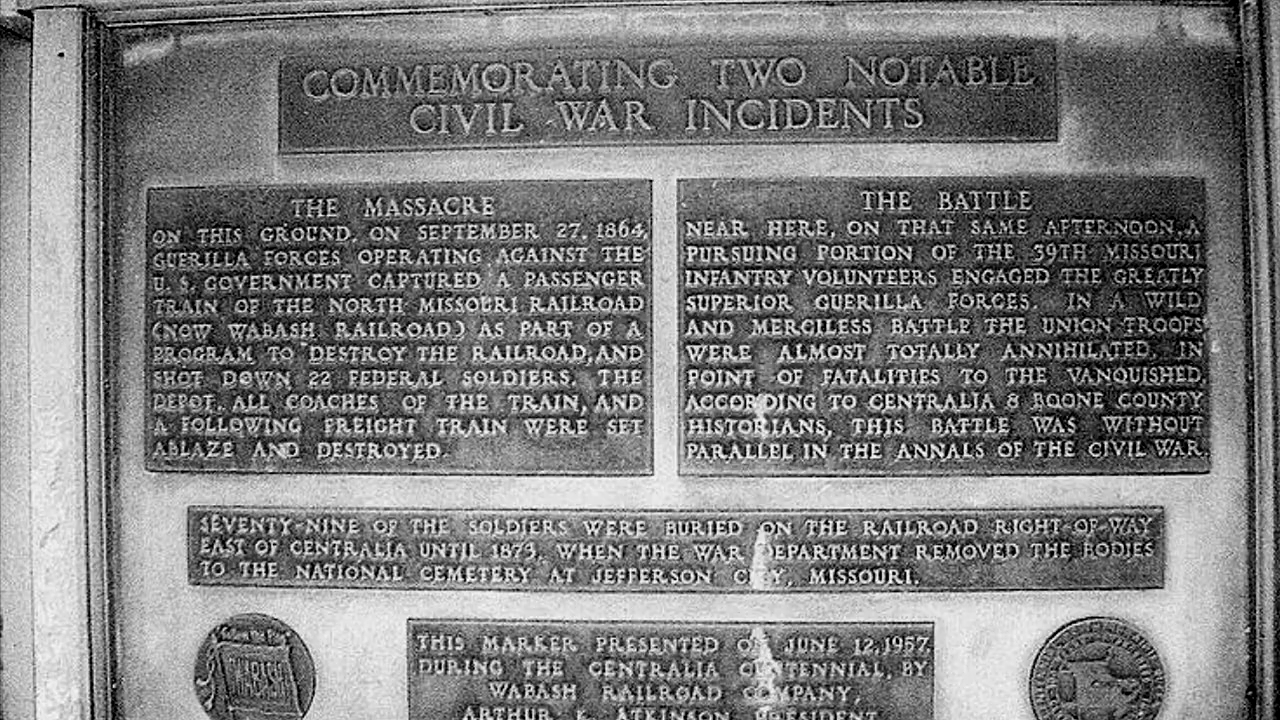 COMMEMORATING TWO NOTABLE
CIVIL WAR INCIDENTS
THE MASSACRE
ON THIS GROUND, ON SEPTEMBER 27, 1864,
GUERILLA FORCES OPERATING AGAINST THE
U. S. GOVERNMENT CAPTURED A PASSENGER
TRAIN OF THE NORTH MISSOURI RAILROAD
(NOW WABASH RAILROAD) AS PART OF A
PROGRAM TO DESTROY THE RAILROAD, AND
SHOT DOWN 22 FEDERAL SOLDIERS. THE
DEPOT, ALL COACHES OF THE TRAIN, AND
A FOLLOWING FREIGHT TRAIN WERE SET
ABLAZE AND DESTROYED.
THE BATTLE
NEAR HERE, ON THAT SAME AFTERNOON, A
PURSUING PORTION OF THE 39TH MISSOURI
INFANTRY VOLUNTEERS ENGAGED THE GREATLY
SUPERIOR GUERILLA FORCES. IN A WILD
AND MERCILESS BATTLE THE UNION TROOPS
WERE ALMOST TOTALLY ANNIHILATED. IN
POINT OF FATALITIES TO THE VANQUISHED,
ACCORDING TO CENTRALIA & BOONE COUNTY
HISTORIANS, THIS BATTLE WAS WITHOUT
PARALLEL IN THE ANNALS OF THE CIVIL WAR.
SEVENTY-NINE OF THE SOLDIERS WERE BURIED ON THE RAILROAD RIGHT-OF-WAY
EAST OF CENTRALIA UNTIL 1873, WHEN THE WAR DEPARTMENT REMOVED THE BODIES
TO THE NATIONAL CEMETERY AT JEFFERSON CITY, MISSOURI.
WABASH
THIS MARKER PRESENTED ON JUNE 12, 1957,
DURING THE CENTRALIA CENTENNIAL, BY
WABASH RAILROAD COMPANY,
ARTHUR K. ATKINSON PRESIDENT